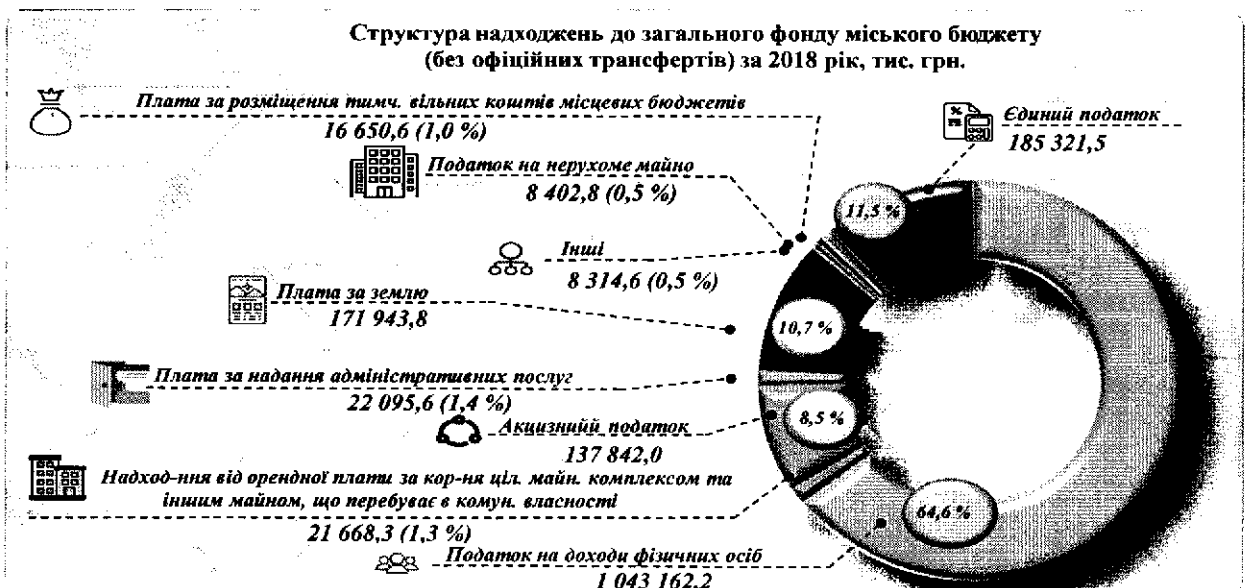 Структура надходжень до загального фонду міського бюджету
(без офіційних трансфертів) за 2018 рік, тис. грн.
Плата за розміщення тимч. вільних коштів місцевих бюджетів
16 650,6 (1,0 %)
Єдиний податок
185 321,5
Податок на нерухоме майно
8 402,8 (0,5 %)
11,5 %
Інші
8 314,6 (0,5 %)
Плата за землю
171 943,8
10,7 %
Плата за надання адміністративних послуг
22 095,6 (1,4 %)
Акцизний податок
137 842,0
8,5 %
Надход-ння від орендної плати за кор-ня ціл. майн. комплексом та
іншим майном, що перебуває в комун. власності
21 668,3 (1,3 %)
64,6 %
Податок на доходи фізичних осіб
1 043 162,2